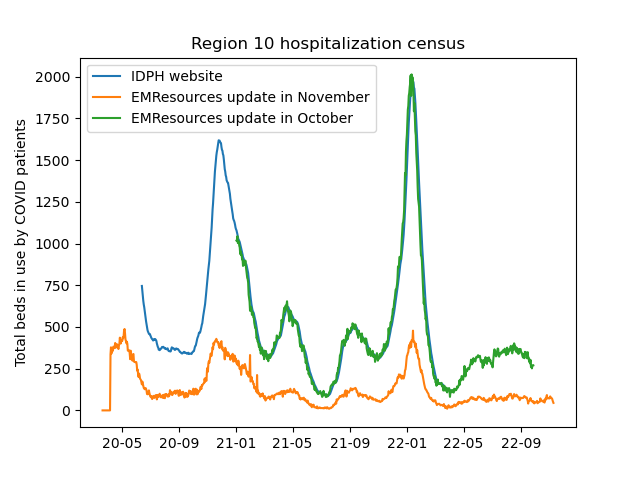 Region 10 hospitalization census
IDPH website
EMResources update in November
EMResources update in October
Total beds in use by COVID patients
2000
1750
1500
1250
1000
750
500
250
0
20-05 20-09 21-01 21-05 21-09 22-01 22-05 22-09